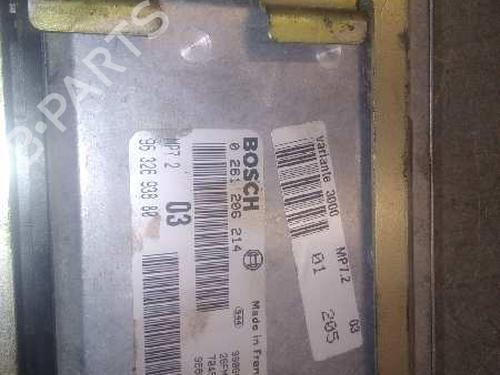 B-PARTS
BOSCH
0 261 206 214
03
MP7.2
96 326 938 80
Made in Fran
Variante 3000
MP7.2
03
01 205